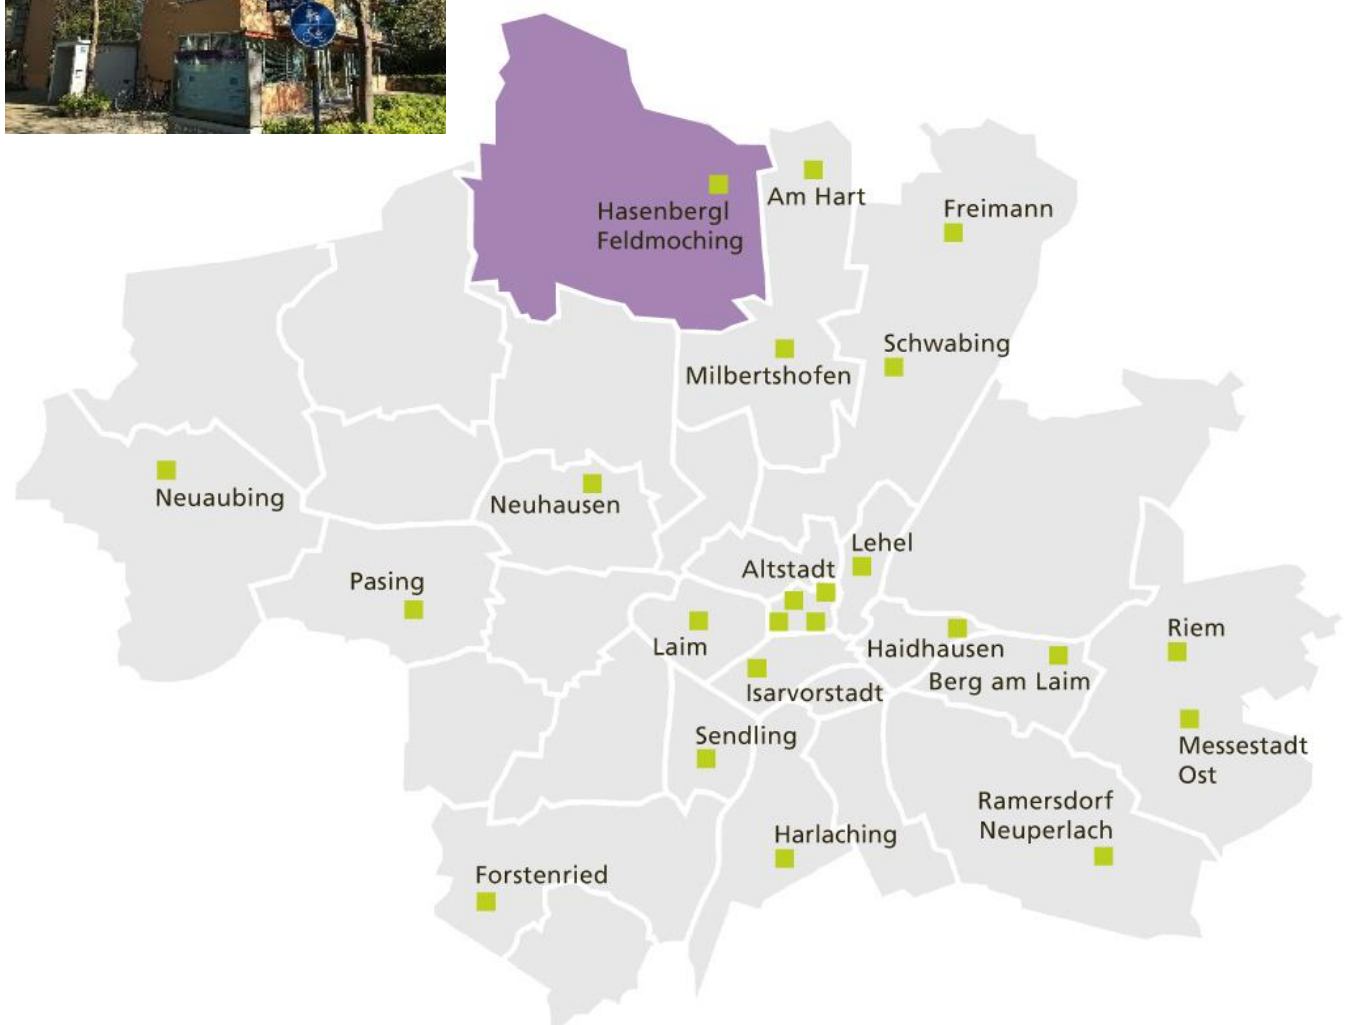 Hasenbergl
Feldmoching
Am Hart
Freimann
Schwabing
Milbertshofen
Neuaubing
Neuhausen
Lehel
Altstadt
Pasing
Laim
Haidhausen
Riem
Berg am Laim
Isarvorstadt
Sendling
Messestadt
Ost
Ramersdorf
Neuperlach
Harlaching
Forstenried